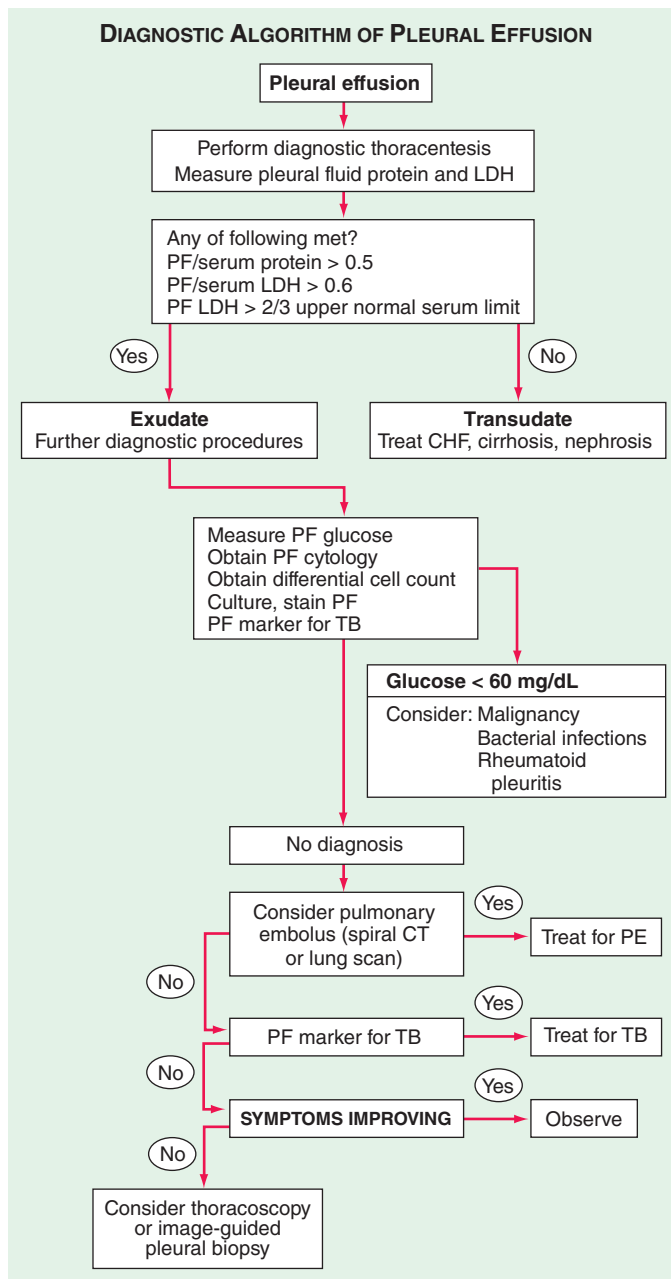 DIAGNOSTIC ALGORITHM OF PLEURAL EFFUSION
Pleural effusion
Perform diagnostic thoracentesis
Measure pleural fluid protein and LDH
Any of following met?
PF/serum protein > 0.5
PF/serum LDH > 0.6
PF LDH > 2/3 upper normal serum limit
Yes
No
Exudate
Further diagnostic procedures
Transudate
Treat CHF, cirrhosis, nephrosis
Measure PF glucose
Obtain PF cytology
Obtain differential cell count
Culture, stain PF
PF marker for TB
Glucose < 60 mg/dL
Consider: Malignancy
Bacterial infections
Rheumatoid
pleuritis
No diagnosis
Consider pulmonary
embolus (spiral CT
or lung scan)
Yes
Treat for PE
No
PF marker for TB
Yes
Treat for TB
No
SYMPTOMS IMPROVING
Yes
Observe
No
Consider thoracoscopy
or image-guided
pleural biopsy